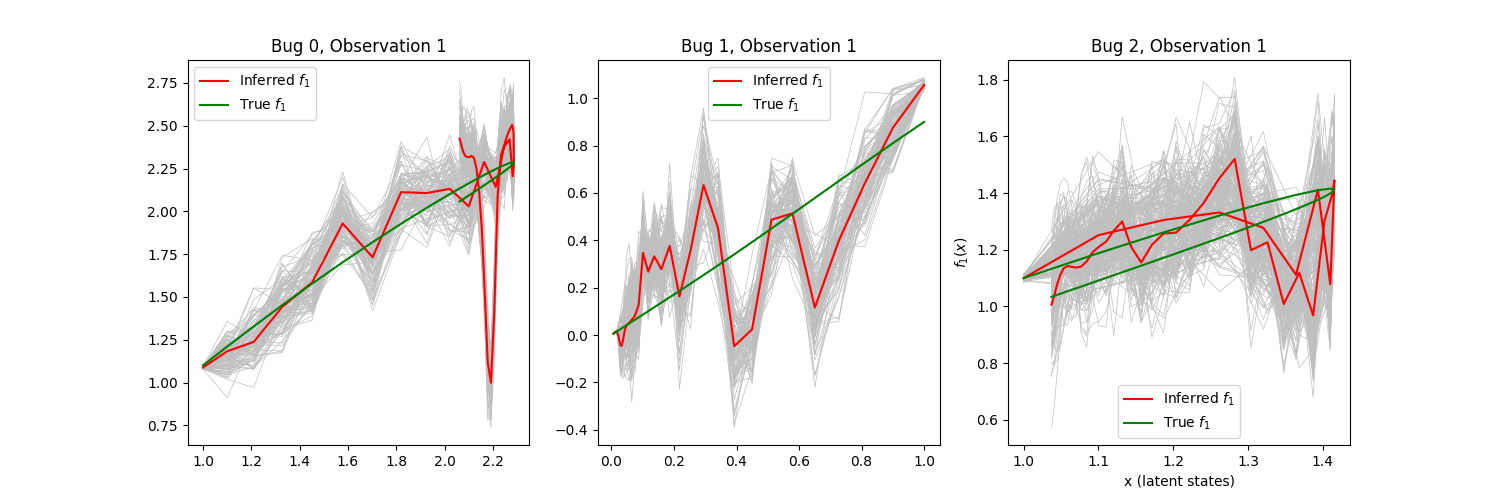 Bug 0, Observation 1
Inferred f₁
True f₁
2.75
2.50
2.25
2.00
1.75
1.50
1.25
1.00
0.75
1.0 1.2 1.4 1.6 1.8 2.0 2.2
Bug 1, Observation 1
Inferred f₁
True f₁
1.0
0.8
0.6
0.4
0.2
0.0
−0.2
−0.4
0.0 0.2 0.4 0.6 0.8 1.0
Bug 2, Observation 1
Inferred f₁
True f₁
f₁(x)
1.8
1.6
1.4
1.2
1.0
0.8
0.6
1.0 1.1 1.2 1.3 1.4
x (latent states)